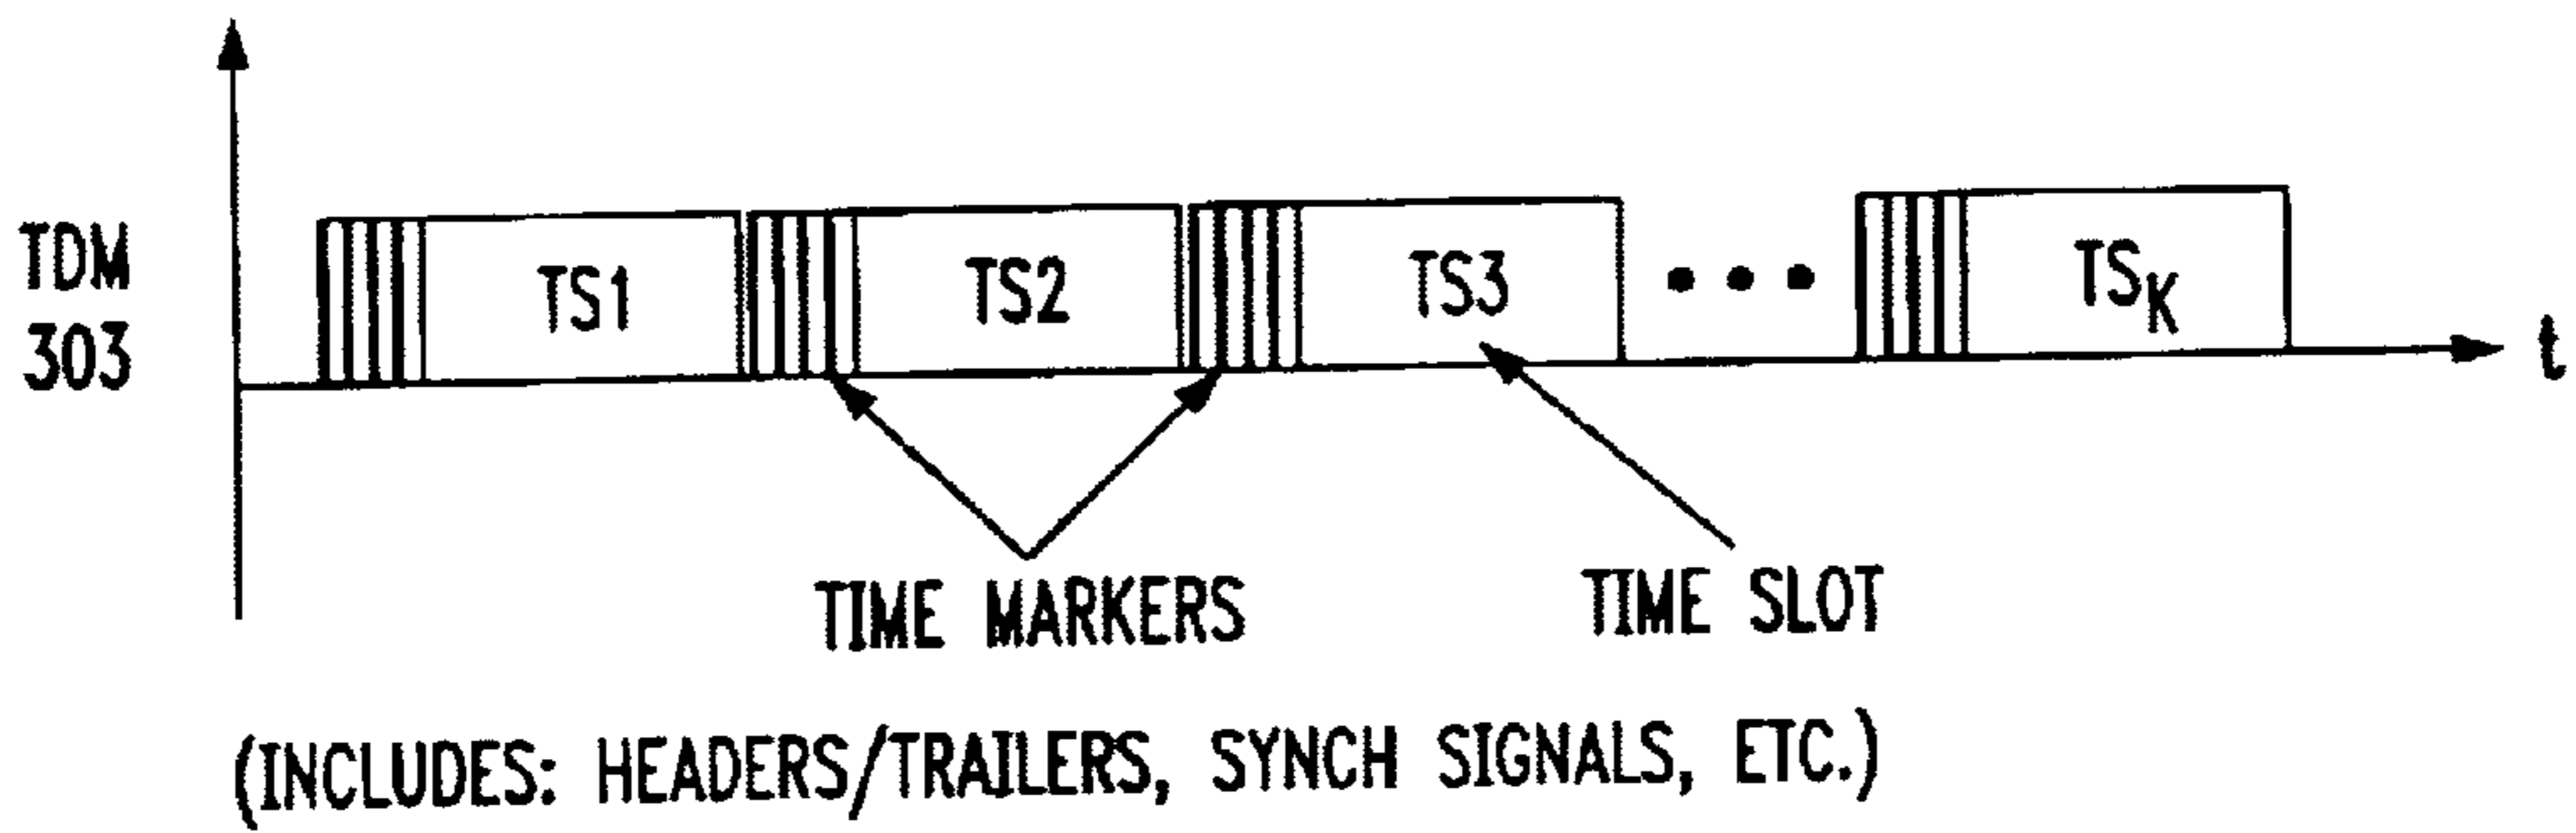 TDM
303
TS1 TS2 TS3 TSK
t
TIME MARKERS TIME SLOT
(INCLUDES: HEADERS/TRAILERS, SYNCH SIGNALS, ETC.)